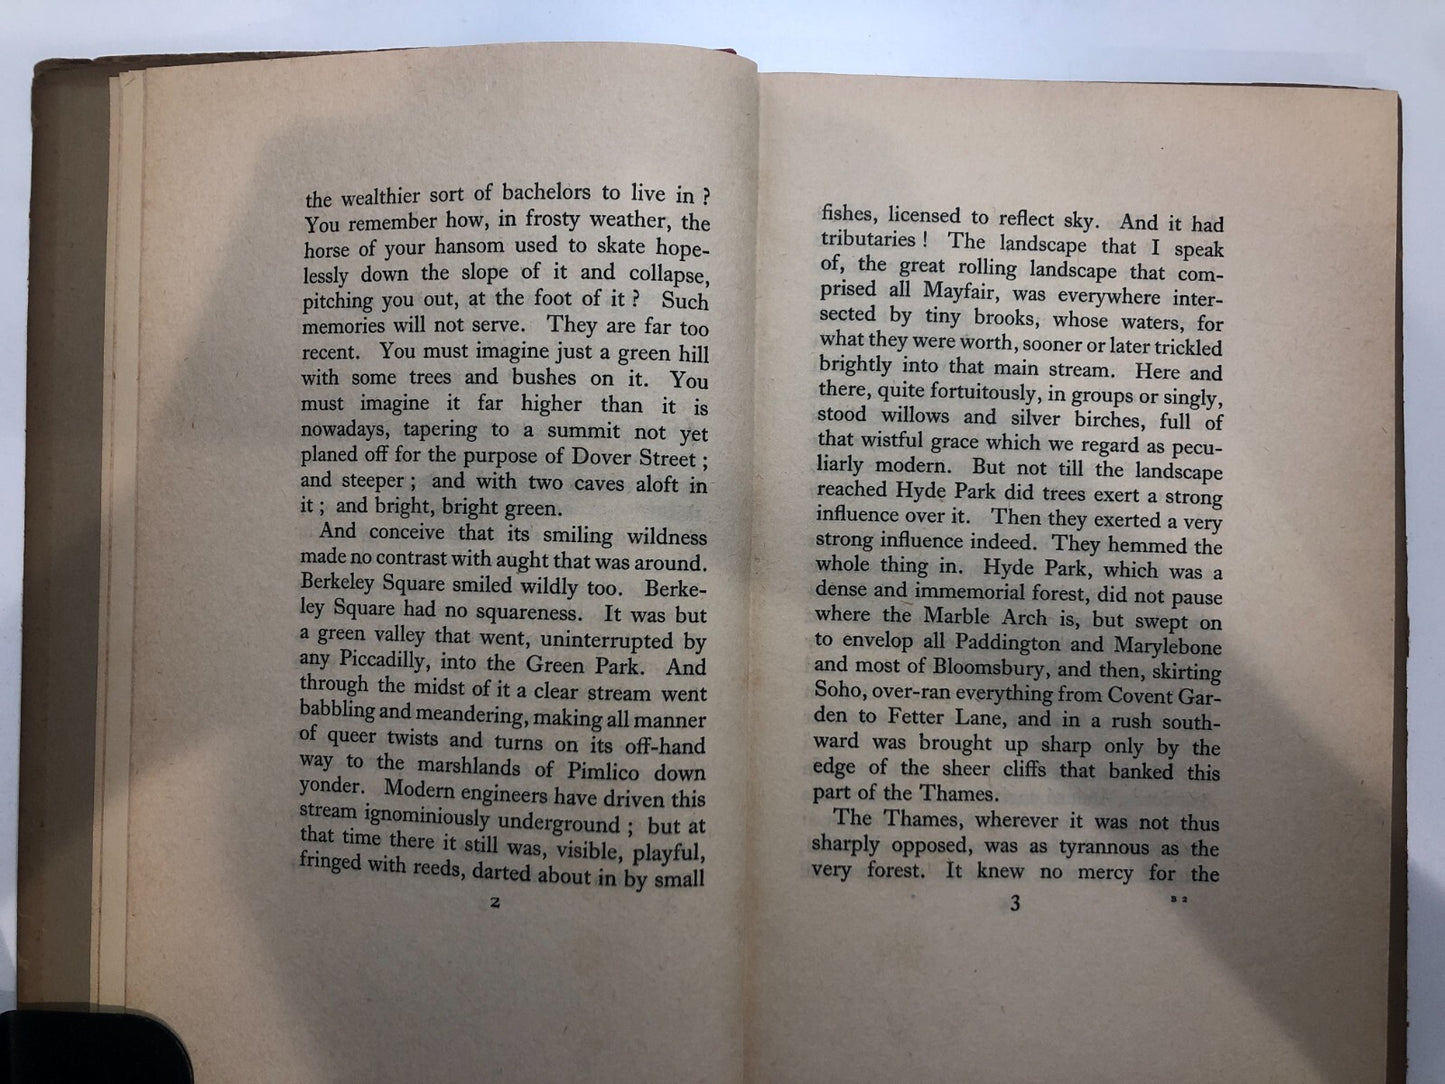 the wealthier sort of bachelors to live in ?
You remember how, in frosty weather, the
horse of your hansom used to skate hope-
lessly down the slope of it and collapse,
pitching you out, at the foot of it ? Such
memories will not serve. They are far too
recent. You must imagine just a green hill
with some trees and bushes on it. You
must imagine it far higher than it is
nowadays, tapering to a summit not yet
planed off for the purpose of Dover Street ;
and steeper ; and with two caves aloft in
it ; and bright, bright green.
And conceive that its smiling wildness
made no contrast with aught that was around.
Berkeley Square smiled wildly too. Berke-
ley Square had no squareness. It was but
a green valley that went, uninterrupted by
any Piccadilly, into the Green Park. And
through the midst of it a clear stream went
babbling and meandering, making all manner
of queer twists and turns on its off-hand
way to the marshlands of Pimlico down
yonder. Modern engineers have driven this
stream ignominiously underground ; but at
that time there it still was, visible, playful,
fringed with reeds, darted about in by small
2
fishes, licensed to reflect sky. And it had
tributaries ! The landscape that I speak
of, the great rolling landscape that com-
prised all Mayfair, was everywhere inter-
sected by tiny brooks, whose waters, for
what they were worth, sooner or later trickled
brightly into that main stream. Here and
there, quite fortuitously, in groups or singly,
stood willows and silver birches, full of
that wistful grace which we regard as pecu-
liarly modern. But not till the landscape
reached Hyde Park did trees exert a strong
influence over it. Then they exerted a very
strong influence indeed. They hemmed the
whole thing in. Hyde Park, which was a
dense and immemorial forest, did not pause
where the Marble Arch is, but swept on
to envelop all Paddington and Marylebone
and most of Bloomsbury, and then, skirting
Soho, over-ran everything from Covent Gar-
den to Fetter Lane, and in a rush south-
ward was brought up sharp only by the
edge of the sheer cliffs that banked this
part of the Thames.
The Thames, wherever it was not thus
sharply opposed, was as tyrannous as the
very forest. It knew no mercy for the
3
B 2